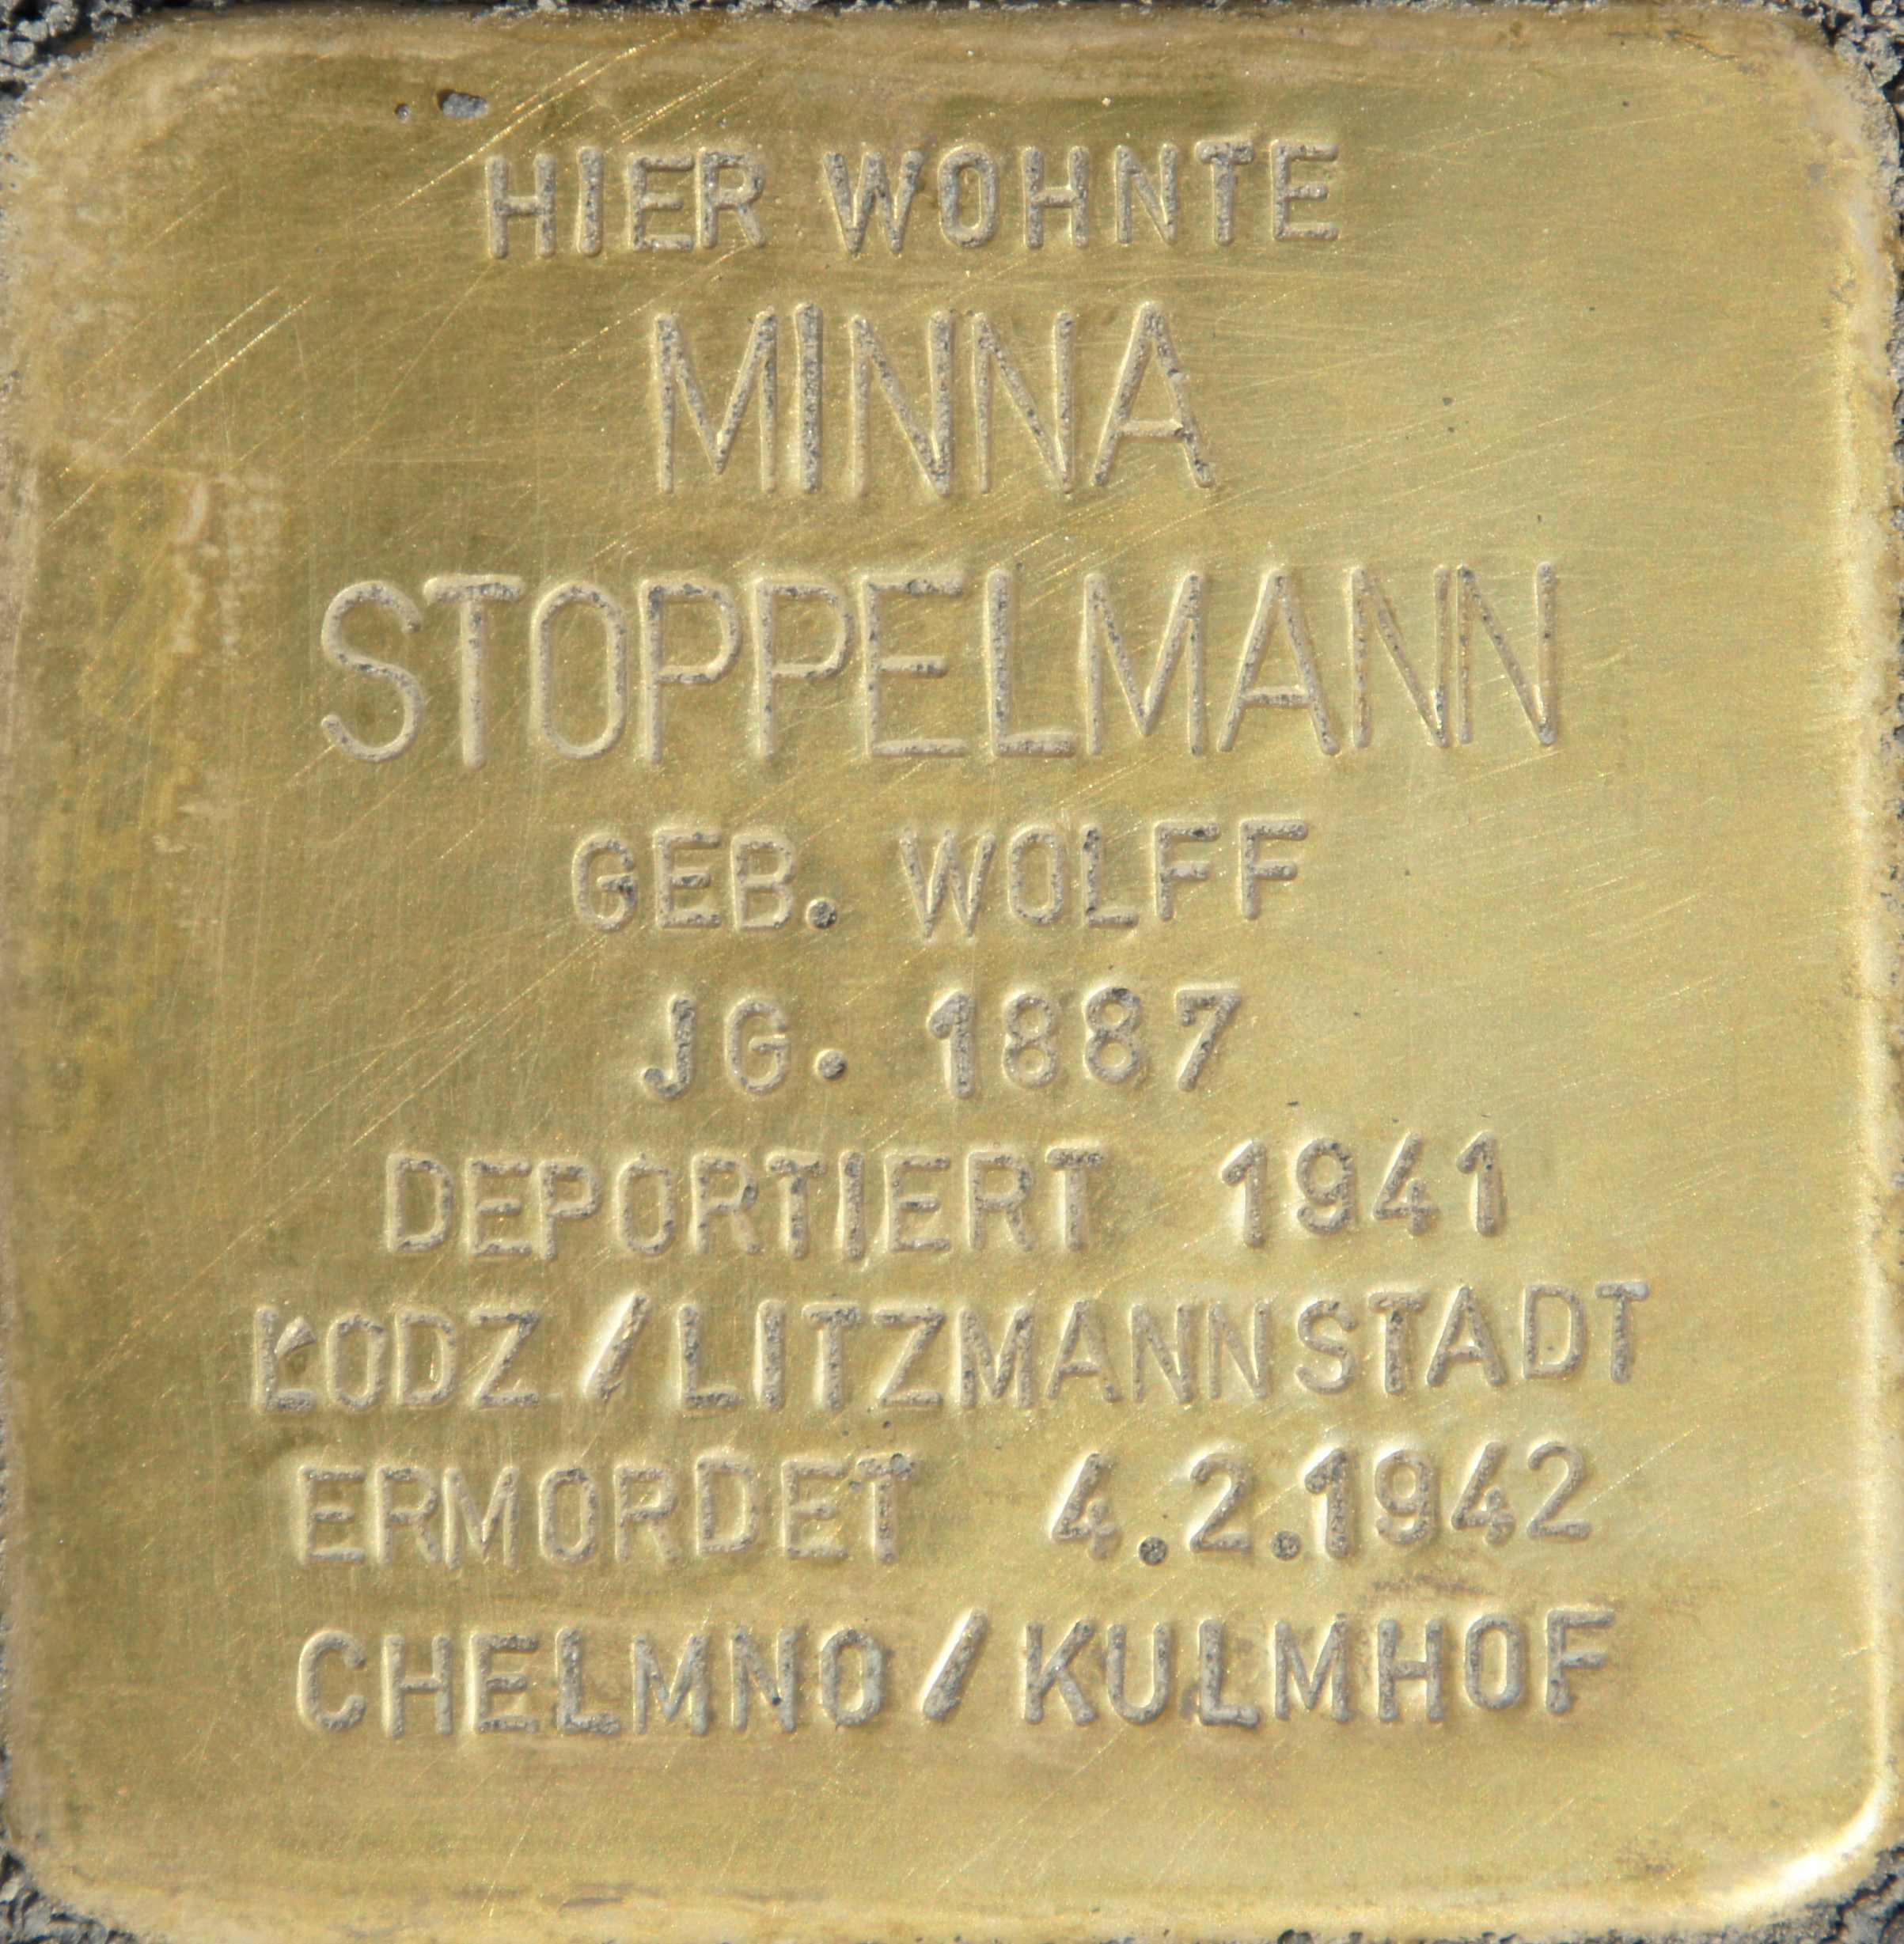 HIER WOHNTE
MINNA
STOPPELMANN
GEB. WOLFF
JG. 1887
DEPORTIERT 1941
ŁODZ/LITZMANNSTADT
ERMORDET 4.2.1942
CHELMNO/KULMHOF